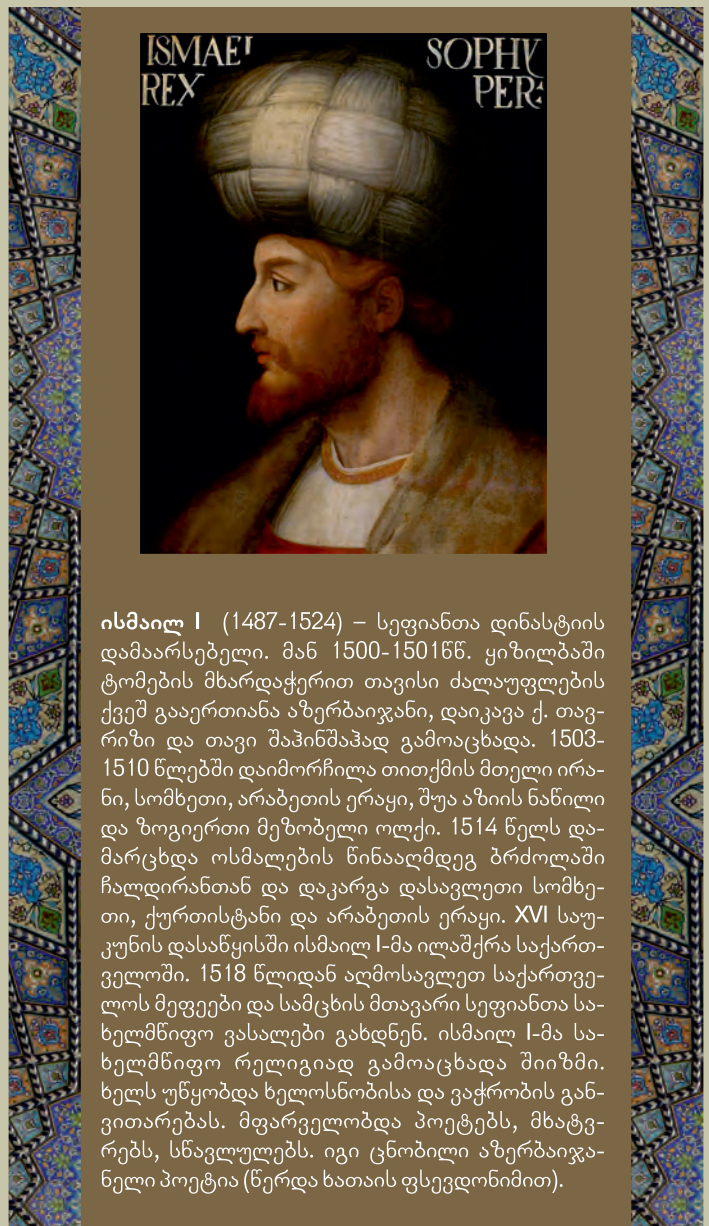 ISMAEL SOPHY
REX PER:
ისმაილ I (1487-1524) – სეფიანთა დინასტიის
დამაარსებელი. მან 1500-1501წწ. ყიზილბაში
ტომების მხარდაჭერით თავისი ძალაუფლების
ქვეშ გააერთიანა აზერბაიჯანი, დაიკავა ქ. თავ-
რიზი და თავი შაჰინშაჰად გამოაცხადა. 1503-
1510 წლებში დაიმორჩილა თითქმის მთელი ირა-
ნი, სომხეთი, არაბეთის ერაყი, შუა აზიის ნაწილი
და ზოგიერთი მეზობელი ოლქი. 1514 წელს და-
მარცხდა ოსმალების წინააღმდეგ ბრძოლაში
ჩალდირანთან და დაკარგა დასავლეთი სომხე-
თი, ქურთისტანი და არაბეთის ერაყი. XVI საუ-
კუნის დასაწყისში ისმაილ I-მა ილაშქრა საქართ-
ველოში. 1518 წლიდან აღმოსავლეთ საქართვე-
ლოს მეფეები და სამცხის მთავარი სეფიანთა სა-
ხელმწიფო ვასალები გახდნენ. ისმაილ I-მა სა-
ხელმწიფო რელიგიად გამოაცხადა შიიზმი.
ხელს უწყობდა ხელოსნობისა და ვაჭრობის გან-
ვითარებას. მფარველობდა პოეტებს, მხატვ-
რებს, სწავლულებს. იგი ცნობილი აზერბაიჯა-
ნელი პოეტია (წერდა ხათაის ფსევდონიმით).